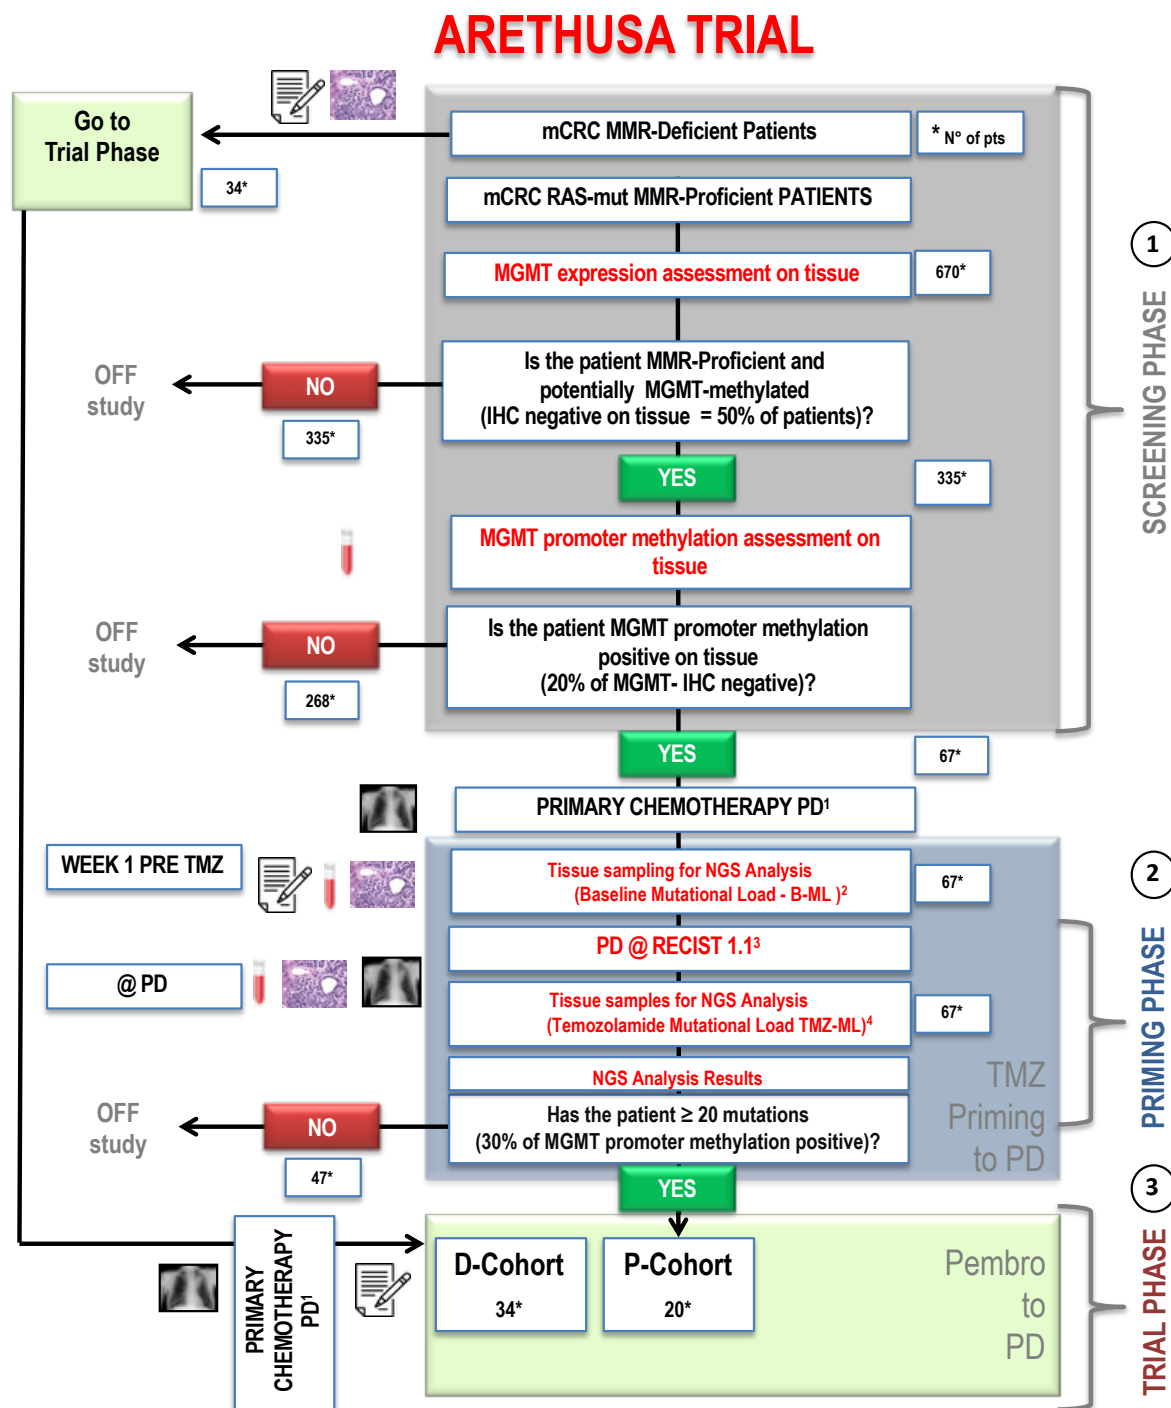 ARETHUSA TRIAL
Go to
Trial Phase
34*
mCRC MMR-Deficient Patients
* N° of pts
mCRC RAS-mut MMR-Proficient PATIENTS
MGMT expression assessment on tissue
670*
Is the patient MMR-Proficient and
potentially MGMT-methylated
(IHC negative on tissue = 50% of patients)?
NO
335*
OFF
study
YES
335*
MGMT promoter methylation assessment on
tissue
Is the patient MGMT promoter methylation
positive on tissue
(20% of MGMT- IHC negative)?
NO
268*
OFF
study
YES
67*
1
SCREENING PHASE
PRIMARY CHEMOTHERAPY PD¹
WEEK 1 PRE TMZ
Tissue sampling for NGS Analysis
(Baseline Mutational Load - B-ML )²
67*
PD @ RECIST 1.1³
@ PD
Tissue samples for NGS Analysis
(Temozolamide Mutational Load TMZ-ML)⁴
67*
NGS Analysis Results
Has the patient ≥ 20 mutations
(30% of MGMT promoter methylation positive)?
TMZ
Priming
to PD
NO
47*
OFF
study
YES
2
PRIMING PHASE
PRIMARY
CHEMOTHERAPY
PD¹
D-Cohort
34*
P-Cohort
20*
Pembro
to
PD
3
TRIAL PHASE